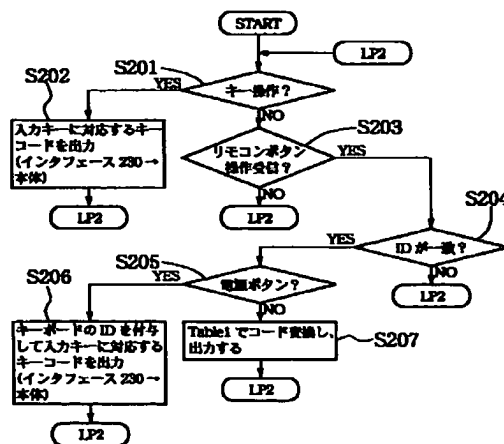 START
LP2
S201
キー操作?
YES
NO
S202
入力キーに対応するキー
コードを出力
(インタフェース 230 →
本体)
LP2
S203
リモコンボタン
操作受信?
YES
NO
LP2
S204
IDが一致?
YES
NO
LP2
S205
電源ボタン?
YES
NO
S206
キーボードのIDを付与
して入力キーに対応する
キーコードを出力
(インタフェース 230 →
本体)
LP2
Table1でコード変換し、
出力する
S207
LP2